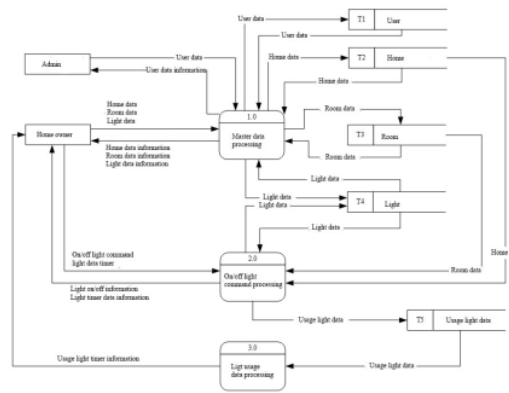 User data
T1 User
User data
User data
Home data
T2 Home
Admin
User data information
Home data
Home data
Room data
Light data
1.0
Room data
Home owner
Master data
processing
T3 Room
Home data information
Room data information
Light data information
Room data
Light data
Light data
Light data
T4 Light
Light data
Home
On/off light command
light data timer
2.0
Room data
On/off light
command processing
Light on/off information
Light timer data information
Usage light data
T5 Usage light data
3.0
Usage light timer information
Ligt usage
data processing
Usage light data